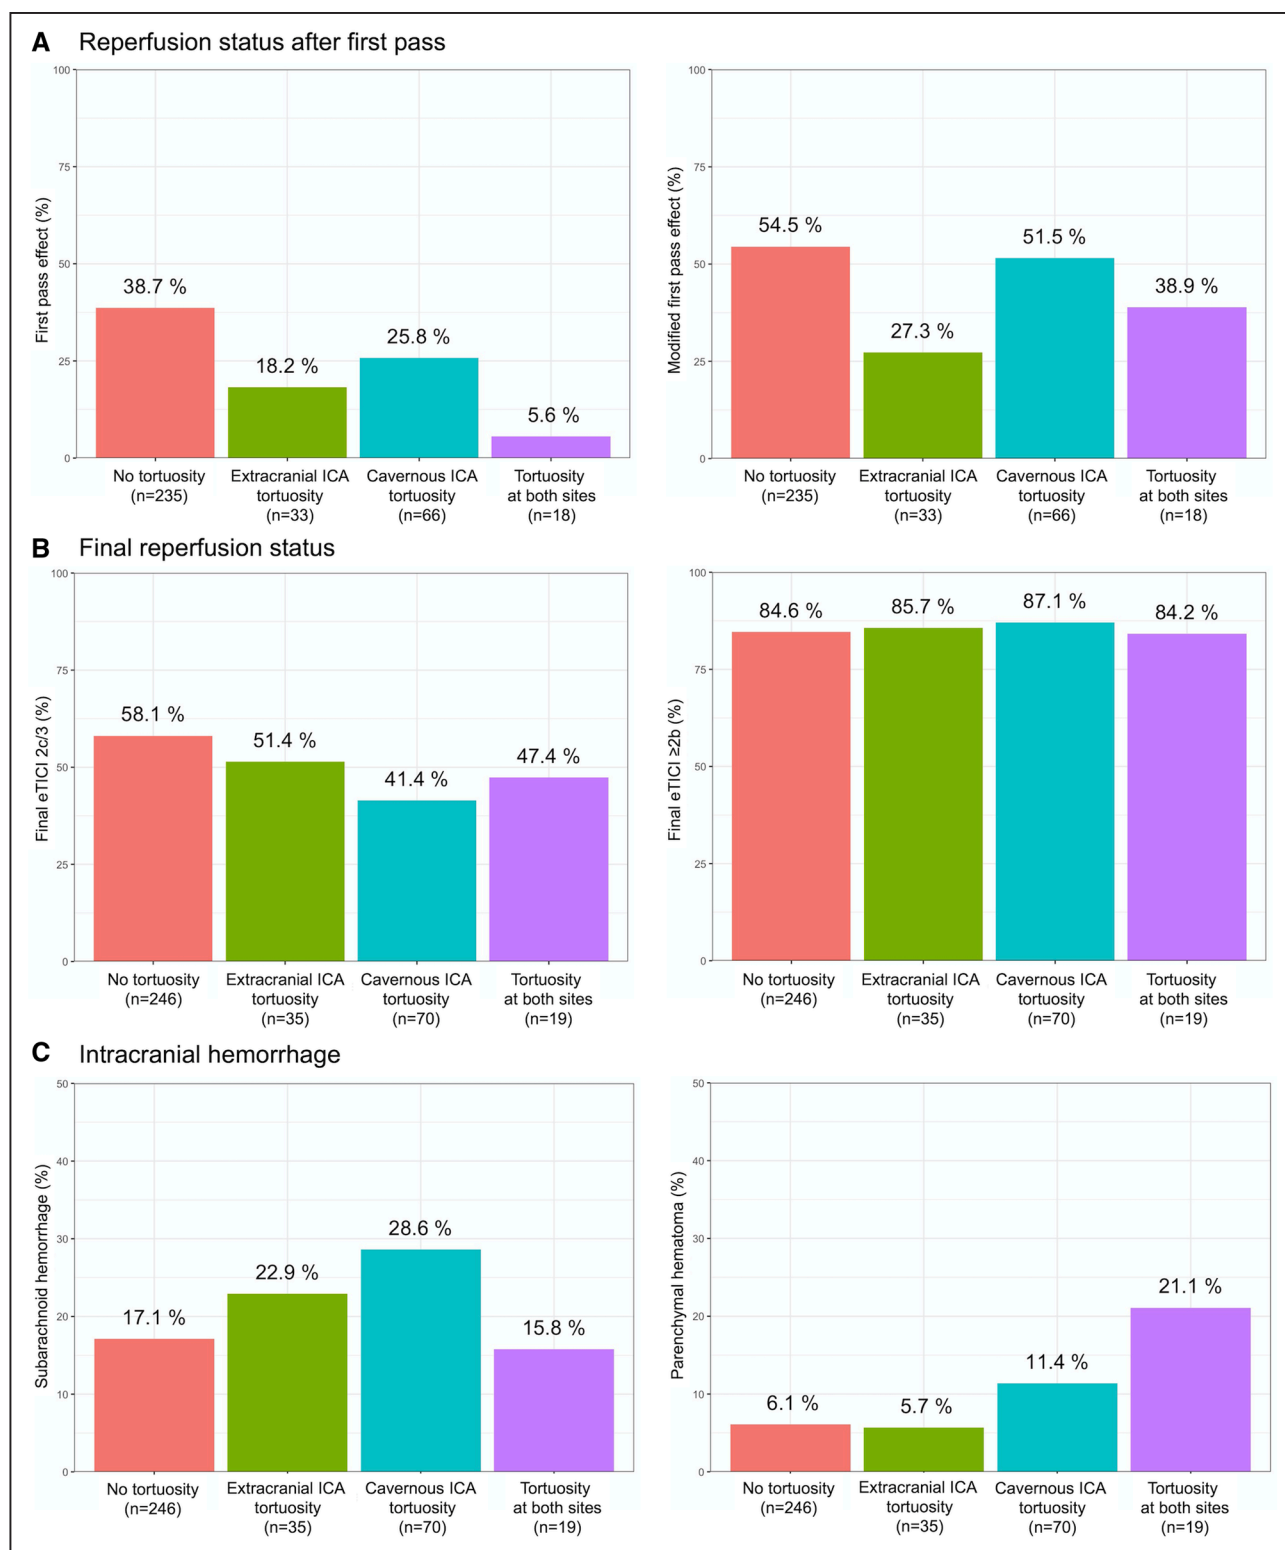 A Reperfusion status after first pass
First pass effect (%)
100
75
50
25
0
38.7 %
18.2 %
25.8 %
5.6 %
No tortuosity
(n=235)
Extracranial ICA
tortuosity
(n=33)
Cavernous ICA
tortuosity
(n=66)
Tortuosity
at both sites
(n=18)
Modified first pass effect (%)
100
75
50
25
0
54.5 %
27.3 %
51.5 %
38.9 %
No tortuosity
(n=235)
Extracranial ICA
tortuosity
(n=33)
Cavernous ICA
tortuosity
(n=66)
Tortuosity
at both sites
(n=18)
B Final reperfusion status
Final eTICI 2c/3 (%)
100
75
50
25
0
58.1 %
51.4 %
41.4 %
47.4 %
No tortuosity
(n=246)
Extracranial ICA
tortuosity
(n=35)
Cavernous ICA
tortuosity
(n=70)
Tortuosity
at both sites
(n=19)
Final eTICI ≥2b (%)
100
75
50
25
0
84.6 %
85.7 %
87.1 %
84.2 %
No tortuosity
(n=246)
Extracranial ICA
tortuosity
(n=35)
Cavernous ICA
tortuosity
(n=70)
Tortuosity
at both sites
(n=19)
C Intracranial hemorrhage
Subarachnoid hemorrhage (%)
50
40
30
20
10
0
17.1 %
22.9 %
28.6 %
15.8 %
No tortuosity
(n=246)
Extracranial ICA
tortuosity
(n=35)
Cavernous ICA
tortuosity
(n=70)
Tortuosity
at both sites
(n=19)
Parenchymal hematoma (%)
50
40
30
20
10
0
6.1 %
5.7 %
11.4 %
21.1 %
No tortuosity
(n=246)
Extracranial ICA
tortuosity
(n=35)
Cavernous ICA
tortuosity
(n=70)
Tortuosity
at both sites
(n=19)